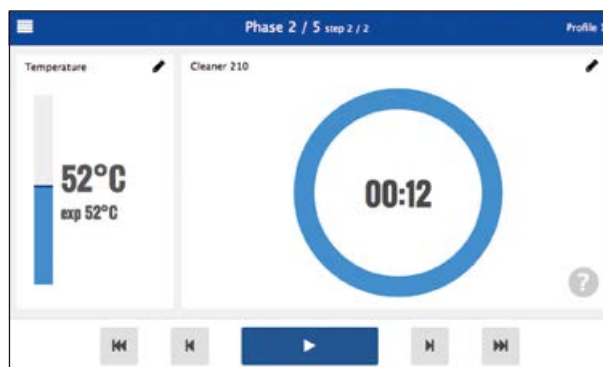 Phase 2 / 5 step 2 / 2
Profile
Temperature
Cleaner 210
52°C
exp 52°C
00:12
?